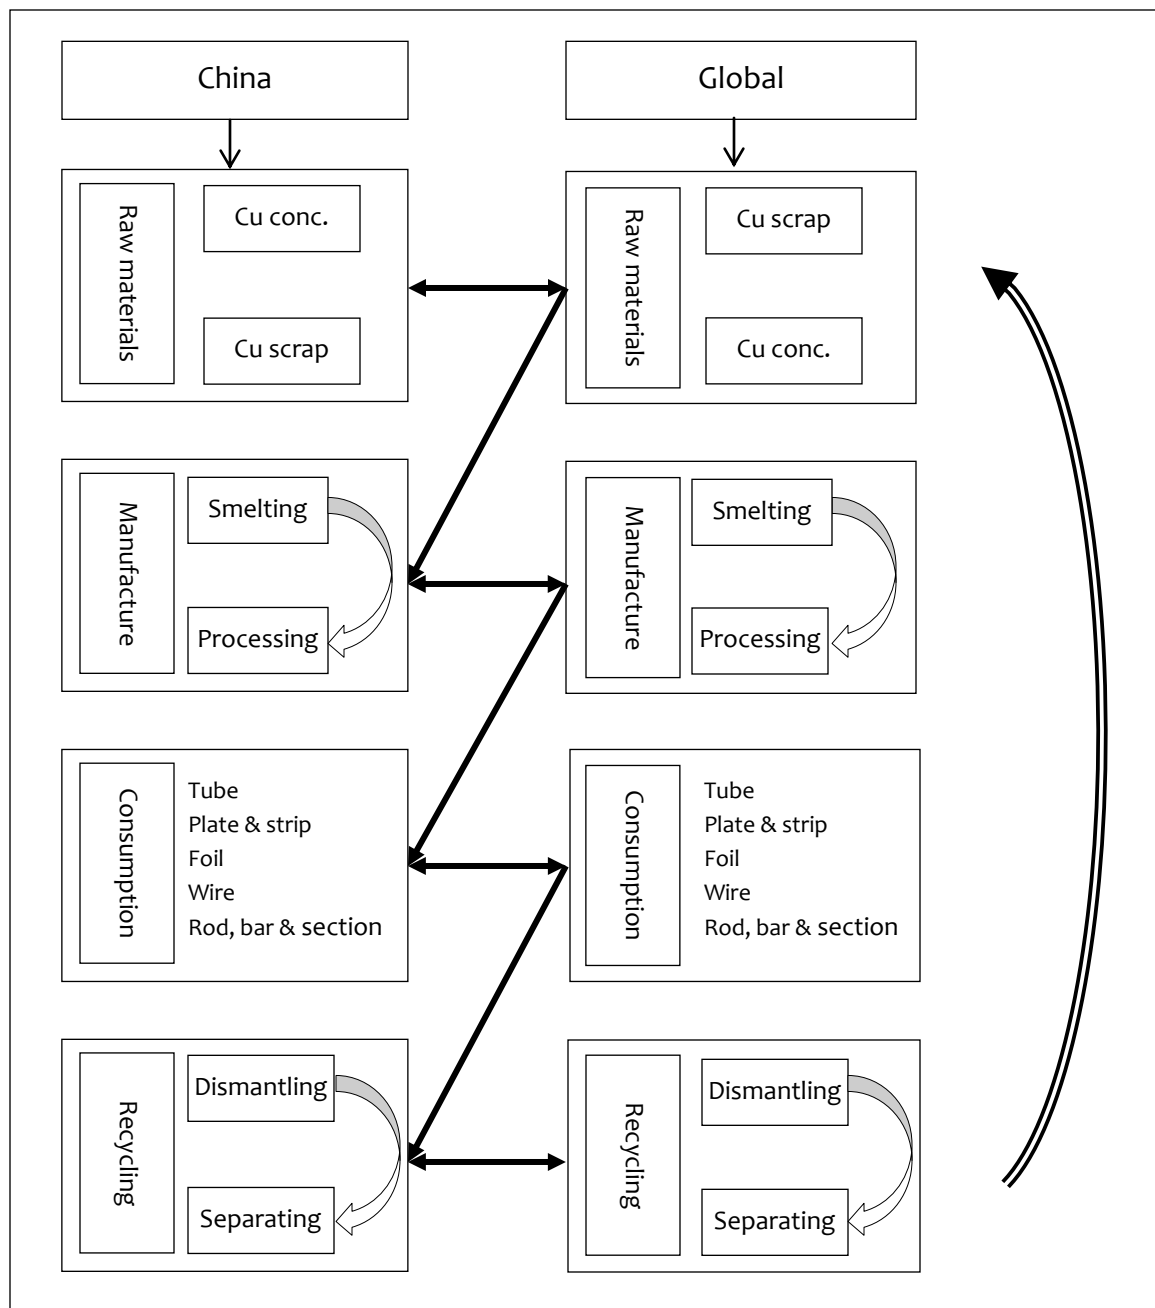 China
Global
Raw materials
Cu conc.
Cu scrap
Raw materials
Cu scrap
Cu conc.
Manufacture
Smelting
Processing
Manufacture
Smelting
Processing
Consumption
Tube
Plate & strip
Foil
Wire
Rod, bar & section
Consumption
Tube
Plate & strip
Foil
Wire
Rod, bar & section
Recycling
Dismantling
Separating
Recycling
Dismantling
Separating